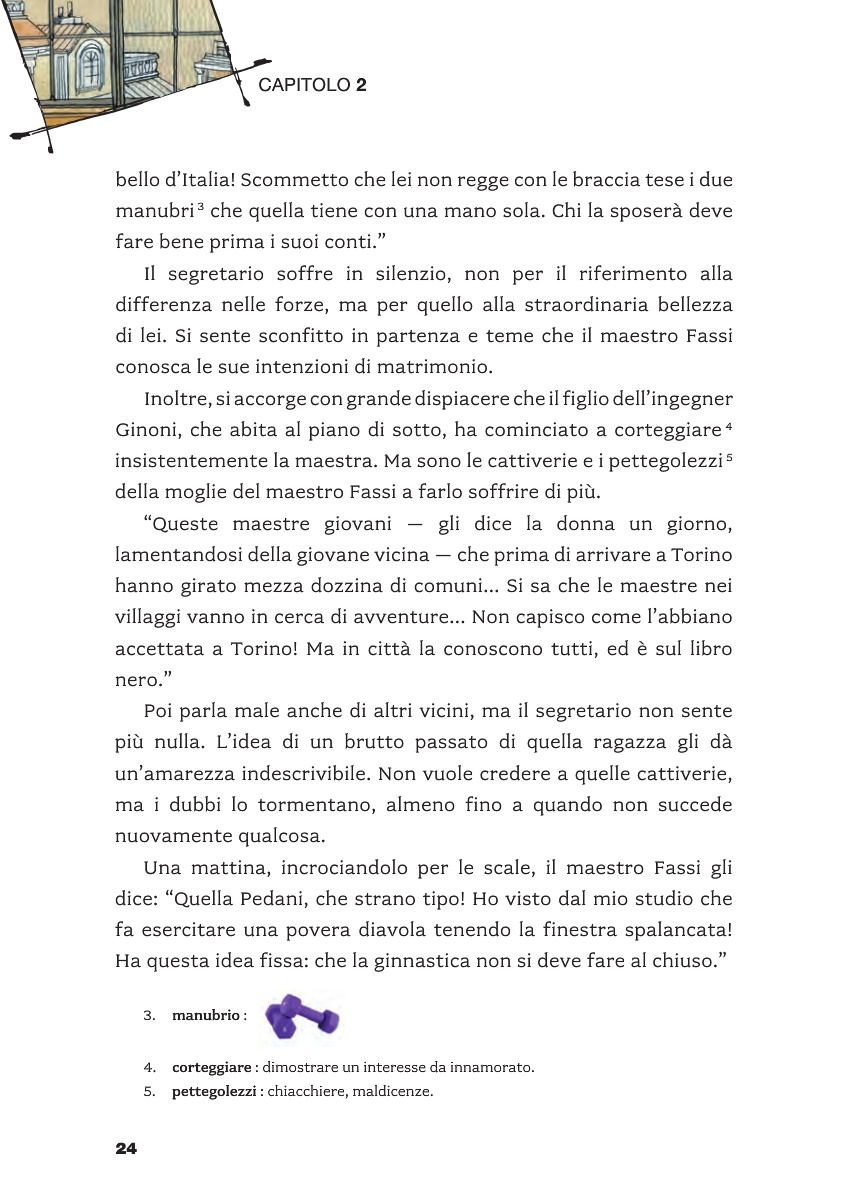 CAPITOLO 2
bello d’Italia! Scommetto che lei non regge con le braccia tese i due
manubri³ che quella tiene con una mano sola. Chi la sposerà deve
fare bene prima i suoi conti.”
Il segretario soffre in silenzio, non per il riferimento alla
differenza nelle forze, ma per quello alla straordinaria bellezza
di lei. Si sente sconfitto in partenza e teme che il maestro Fassi
conosca le sue intenzioni di matrimonio.
Inoltre, si accorge con grande dispiacere che il figlio dell’ingegner
Ginoni, che abita al piano di sotto, ha cominciato a corteggiare⁴
insistentemente la maestra. Ma sono le cattiverie e i pettegolezzi⁵
della moglie del maestro Fassi a farlo soffrire di più.
“Queste maestre giovani — gli dice la donna un giorno,
lamentandosi della giovane vicina — che prima di arrivare a Torino
hanno girato mezza dozzina di comuni... Si sa che le maestre nei
villaggi vanno in cerca di avventure... Non capisco come l’abbiano
accettata a Torino! Ma in città la conoscono tutti, ed è sul libro
nero.”
Poi parla male anche di altri vicini, ma il segretario non sente
più nulla. L’idea di un brutto passato di quella ragazza gli dà
un’amarezza indescrivibile. Non vuole credere a quelle cattiverie,
ma i dubbi lo tormentano, almeno fino a quando non succede
nuovamente qualcosa.
Una mattina, incrociandolo per le scale, il maestro Fassi gli
dice: “Quella Pedani, che strano tipo! Ho visto dal mio studio che
fa esercitare una povera diavola tenendo la finestra spalancata!
Ha questa idea fissa: che la ginnastica non si deve fare al chiuso.”
3. manubrio :
4. corteggiare : dimostrare un interesse da innamorato.
5. pettegolezzi : chiacchiere, maldicenze.
24